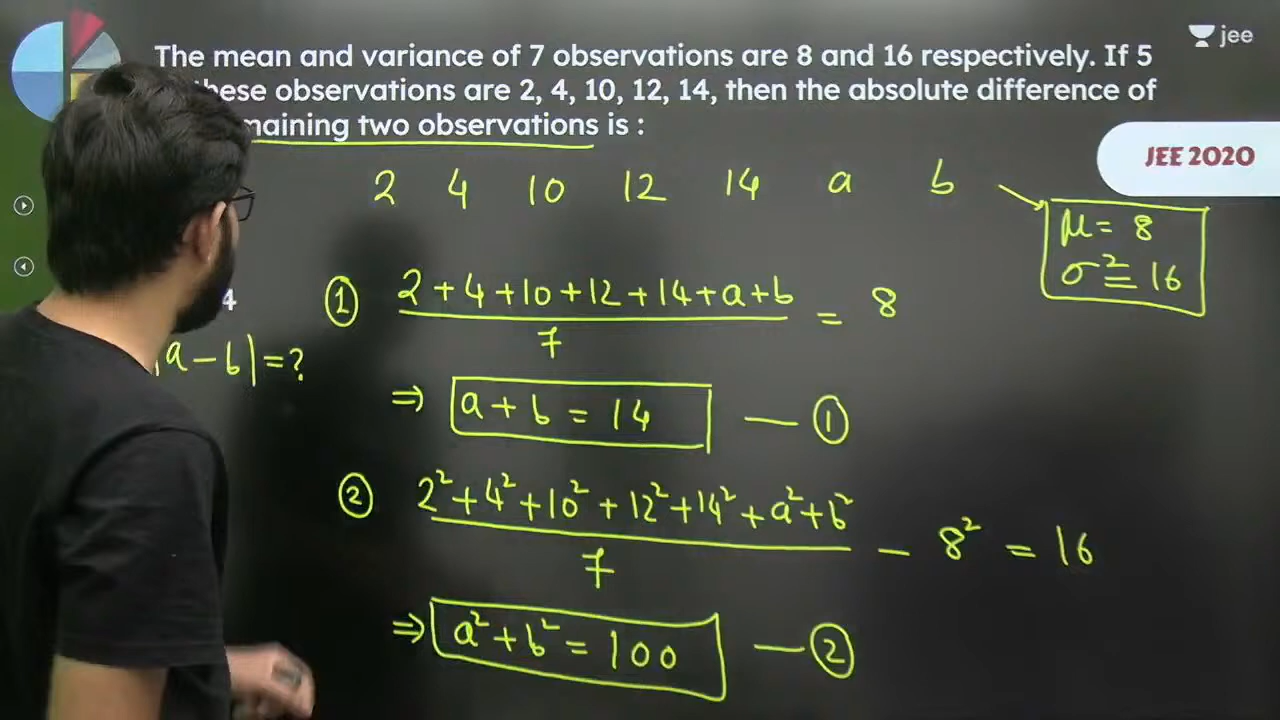 jee
The mean and variance of 7 observations are 8 and 16 respectively. If 5
these observations are 2, 4, 10, 12, 14, then the absolute difference of
maining two observations is :
JEE 2020
2 4 10 12 14 a b
μ = 8
σ² = 16
4
① 2 + 4 + 10 + 12 + 14 + a + b = 8
7
|a - b| = ?
⇒ a + b = 14 — ①
② 2² + 4² + 10² + 12² + 14² + a² + b² - 8² = 16
7
⇒ a² + b² = 100 — ②